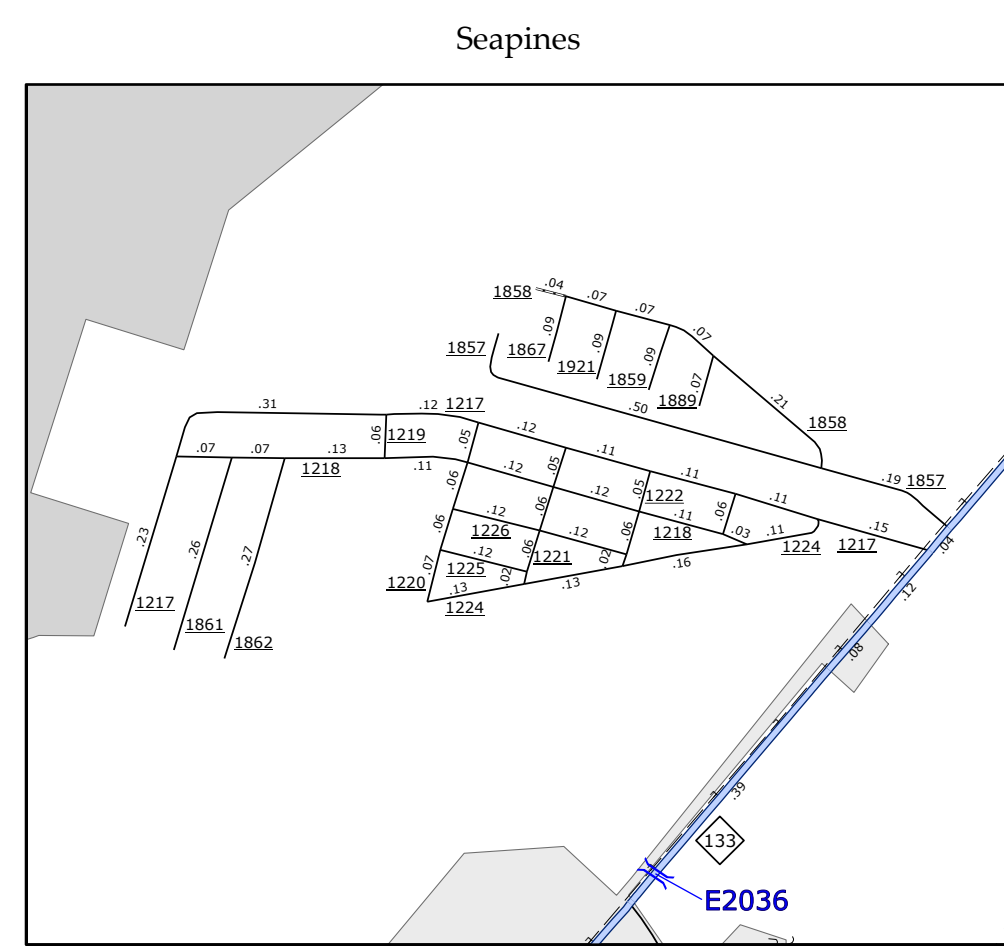 Seapines
1858 .04 .07 .07 .07
.09 .09 .09 .07
1857 1867 1921 1859 1889
.50 .21 1858
.31 .12 1217 .12 .11 .11 .11 .19 1857
.06 1219 .05 .05 .05 .06 .15
.07 .07 .13 1218 .11 .12 .12 1222 .11 .03 .11 1224 1217 .04
.06 .06 1218
.23 .26 .27 .06 .12 1226 .12 .06 .12
.07 .12 1225 .06 1221 .02 .16
1220 .13 .02 .13
1217 1224
1861
1862
.08
.39
133
E2036